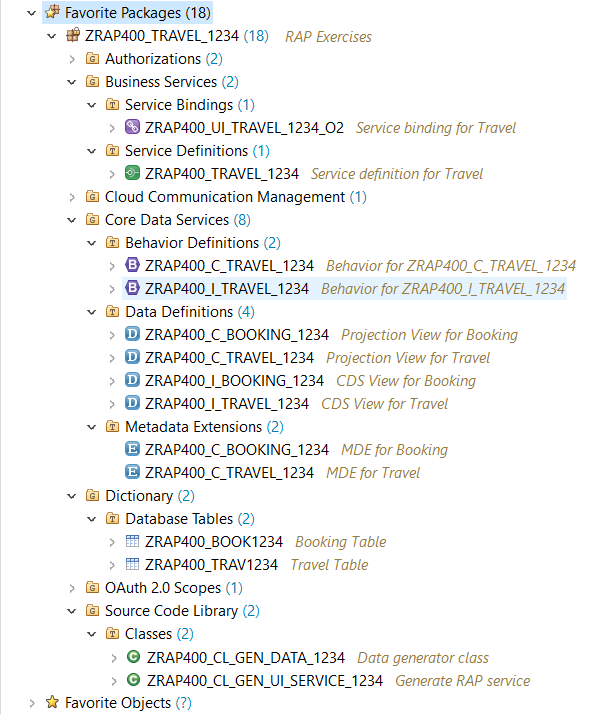 Favorite Packages (18)
ZRAP400_TRAVEL_1234 (18) RAP Exercises
Authorizations (2)
Business Services (2)
Service Bindings (1)
ZRAP400_UI_TRAVEL_1234_O2 Service binding for Travel
Service Definitions (1)
ZRAP400_TRAVEL_1234 Service definition for Travel
Cloud Communication Management (1)
Core Data Services (8)
Behavior Definitions (2)
ZRAP400_C_TRAVEL_1234 Behavior for ZRAP400_C_TRAVEL_1234
ZRAP400_I_TRAVEL_1234 Behavior for ZRAP400_I_TRAVEL_1234
Data Definitions (4)
ZRAP400_C_BOOKING_1234 Projection View for Booking
ZRAP400_C_TRAVEL_1234 Projection View for Travel
ZRAP400_I_BOOKING_1234 CDS View for Booking
ZRAP400_I_TRAVEL_1234 CDS View for Travel
Metadata Extensions (2)
ZRAP400_C_BOOKING_1234 MDE for Booking
ZRAP400_C_TRAVEL_1234 MDE for Travel
Dictionary (2)
Database Tables (2)
ZRAP400_BOOK1234 Booking Table
ZRAP400_TRAV1234 Travel Table
OAuth 2.0 Scopes (1)
Source Code Library (2)
Classes (2)
ZRAP400_CL_GEN_DATA_1234 Data generator class
ZRAP400_CL_GEN_UI_SERVICE_1234 Generate RAP service
Favorite Objects (?)